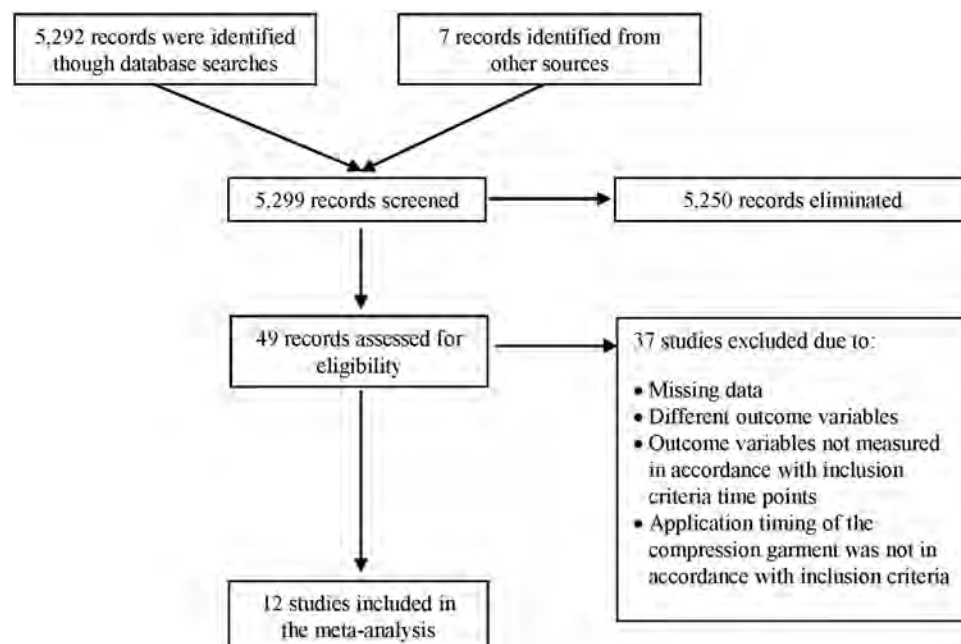 5,292 records were identified
though database searches
7 records identified from
other sources
5,299 records screened
5,250 records eliminated
49 records assessed for
eligibility
37 studies excluded due to:
• Missing data
• Different outcome variables
• Outcome variables not measured
in accordance with inclusion
criteria time points
• Application timing of the
compression garment was not in
accordance with inclusion criteria
12 studies included in
the meta-analysis